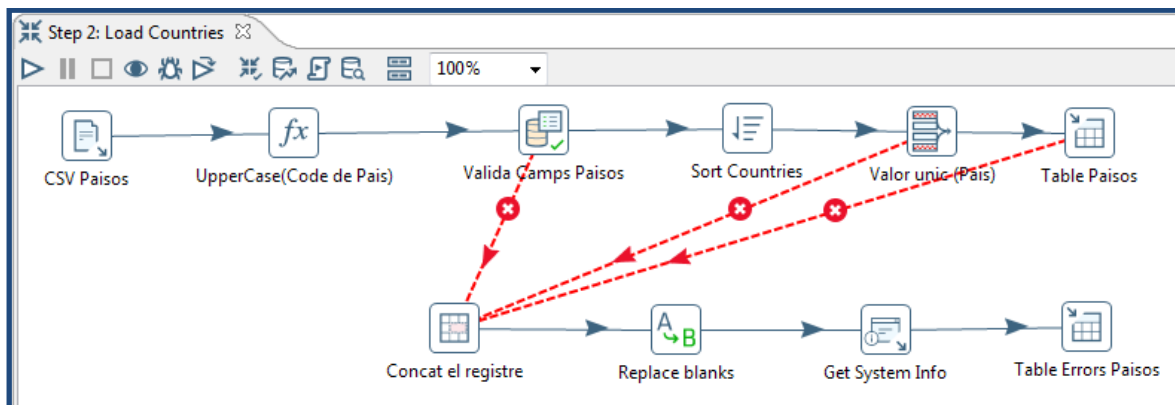 Step 2: Load Countries
100%
fx
CSV Paisos
UpperCase(Code de Pais)
Valida Camps Paisos
Sort Countries
Valor unic (Pais)
Table Paisos
A
B
Concat el registre
Replace blanks
Get System Info
Table Errors Paisos